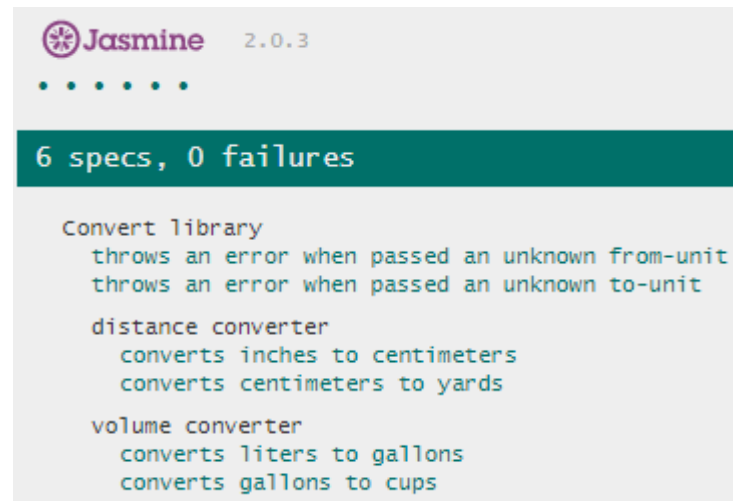 Jasmine 2.0.3
6 specs, 0 failures
Convert library
throws an error when passed an unknown from-unit
throws an error when passed an unknown to-unit
distance converter
converts inches to centimeters
converts centimeters to yards
volume converter
converts liters to gallons
converts gallons to cups